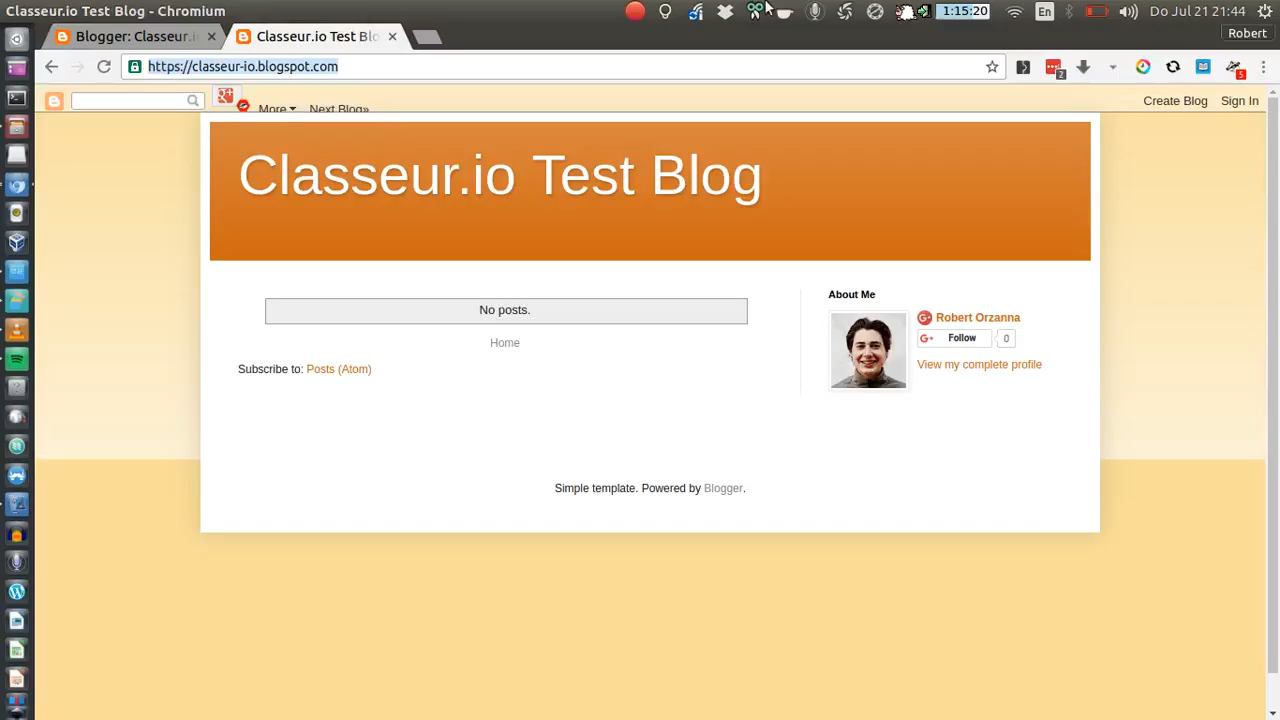 Classeur.io Test Blog - Chromium
1:15:20
En
Do Jul 21 21:44
Blogger: Classeur.i
Classeur.io Test Blo
Robert
https://classeur-io.blogspot.com
2
5
More
Next Blog»
Create Blog
Sign In
Classeur.io Test Blog
No posts.
Home
Subscribe to: Posts (Atom)
About Me
Robert Orzanna
Follow
0
View my complete profile
Simple template. Powered by Blogger.